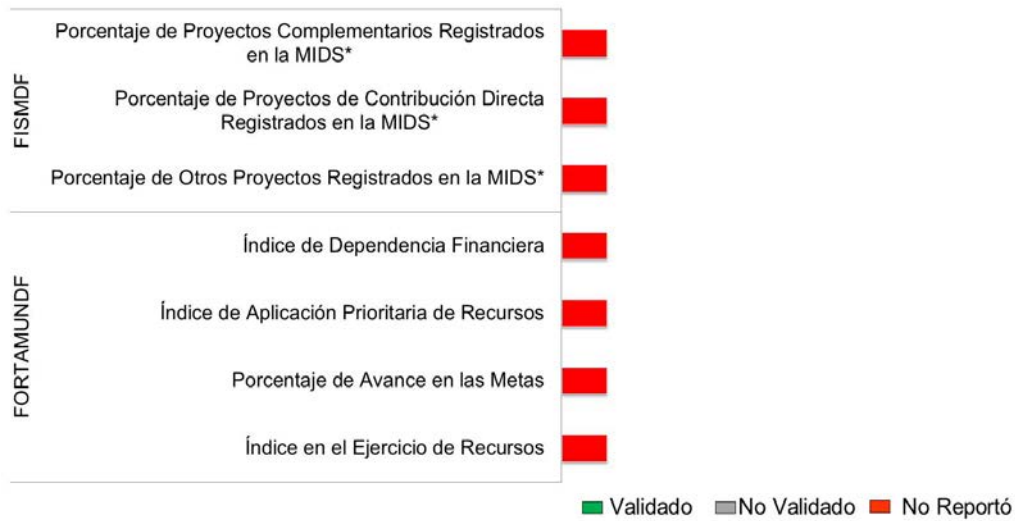 FISMDF
Porcentaje de Proyectos Complementarios Registrados
en la MIDS*
Porcentaje de Proyectos de Contribución Directa
Registrados en la MIDS*
Porcentaje de Otros Proyectos Registrados en la MIDS*
FORTAMUNDF
Índice de Dependencia Financiera
Índice de Aplicación Prioritaria de Recursos
Porcentaje de Avance en las Metas
Índice en el Ejercicio de Recursos
Validado No Validado No Reportó